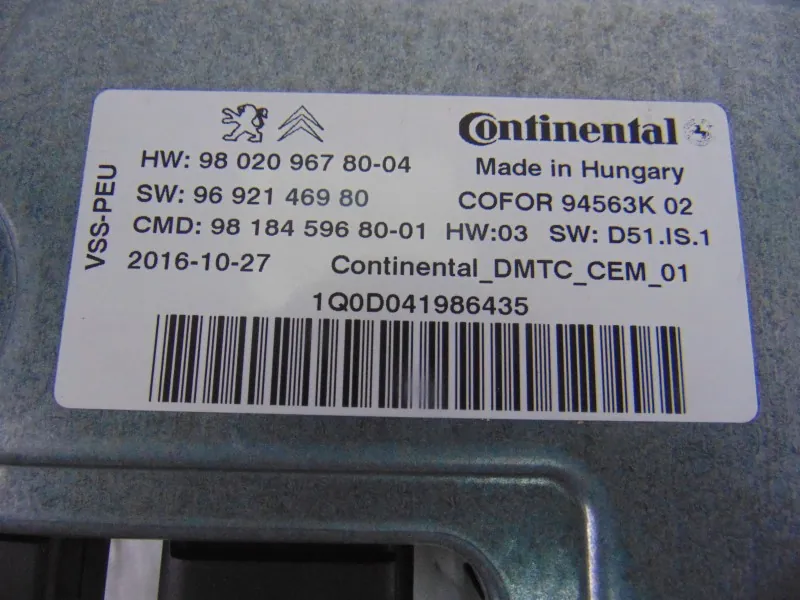 Continental
HW: 98 020 967 80-04
Made in Hungary
SW: 96 921 469 80
COFOR 94563K 02
CMD: 98 184 596 80-01 HW:03 SW: D51.IS.1
2016-10-27 Continental_DMTC_CEM_01
1Q0D041986435
VSS-PEU